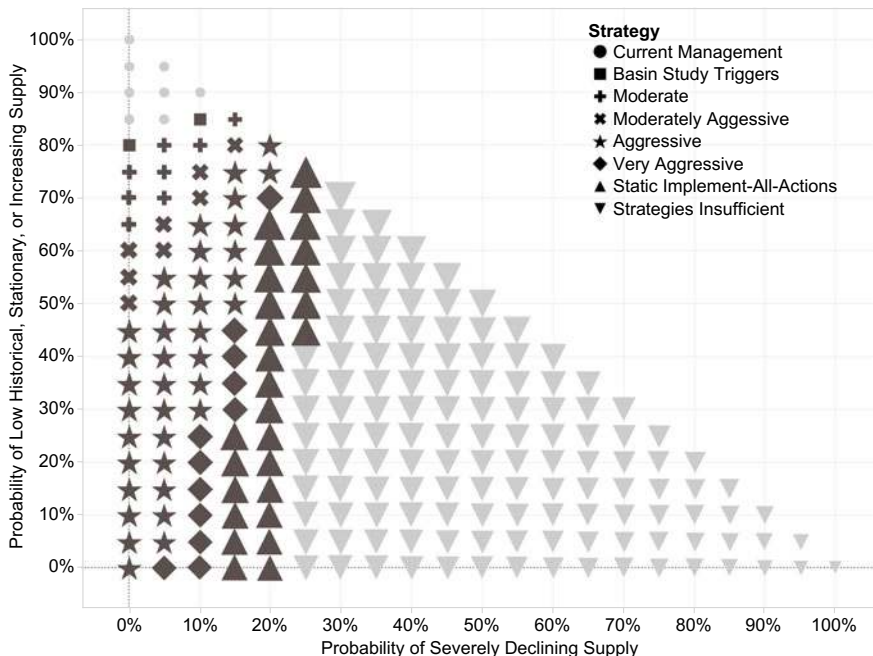 Strategy
Current Management
Basin Study Triggers
Moderate
Moderately Aggessive
Aggressive
Very Aggressive
Static Implement-All-Actions
Strategies Insufficient
Probability of Low Historical, Stationary, or Increasing Supply
100%
90%
80%
70%
60%
50%
40%
30%
20%
10%
0%
0% 10% 20% 30% 40% 50% 60% 70% 80% 90% 100%
Probability of Severely Declining Supply